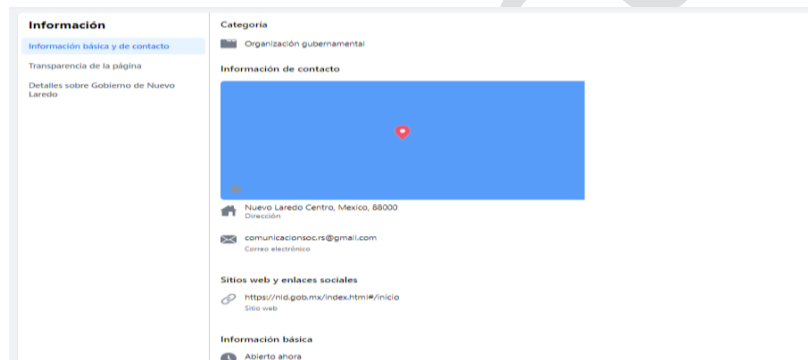 Información
Información básica y de contacto
Transparencia de la página
Detalles sobre Gobierno de Nuevo
Laredo
Categoría
Organización gubernamental
Información de contacto
Nuevo Laredo Centro, Mexico, 88000
Dirección
comunicacionsoc.rs@gmail.com
Correo electrónico
Sitios web y enlaces sociales
https://nld.gob.mx/index.html#/inicio
Sitio web
Información básica
Abierto ahora